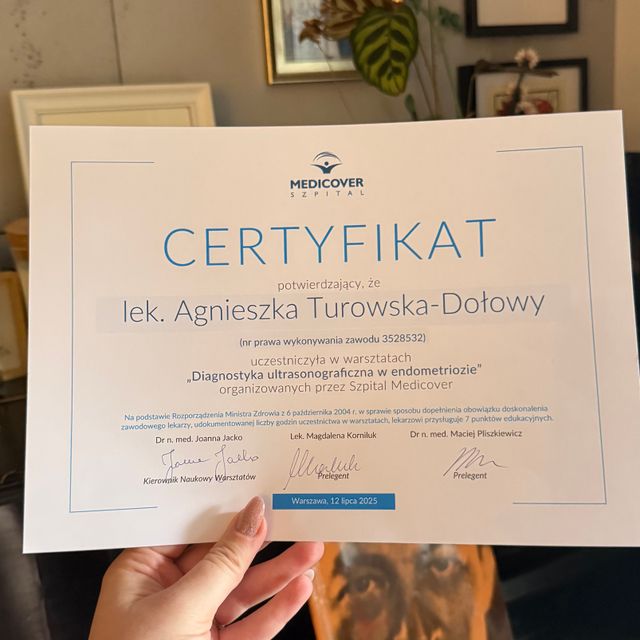 MEDICOVER
SZPITAL
CERTYFIKAT
potwierdzający, że
lek. Agnieszka Turowska-Dołowy
(nr prawa wykonywania zawodu 3528532)
uczestniczyła w warsztatach
„Diagnostyka ultrasonograficzna w endometriozie”
organizowanych przez Szpital Medicover
Na podstawie Rozporządzenia Ministra Zdrowia z 6 października 2004 r. w sprawie sposobu dopełnienia obowiązku doskonalenia
zawodowego lekarzy, udokumentowanej liczby godzin uczestnictwa w warsztatach, lekarzowi przysługuje 7 punktów edukacyjnych.
Dr n. med. Joanna Jacko Lek. Magdalena Korniluk Dr n. med. Maciej Pliszkiewicz
Joanna Jacko
Kierownik Naukowy Warsztatów Prelegent Prelegent
Warszawa, 12 lipca 2025